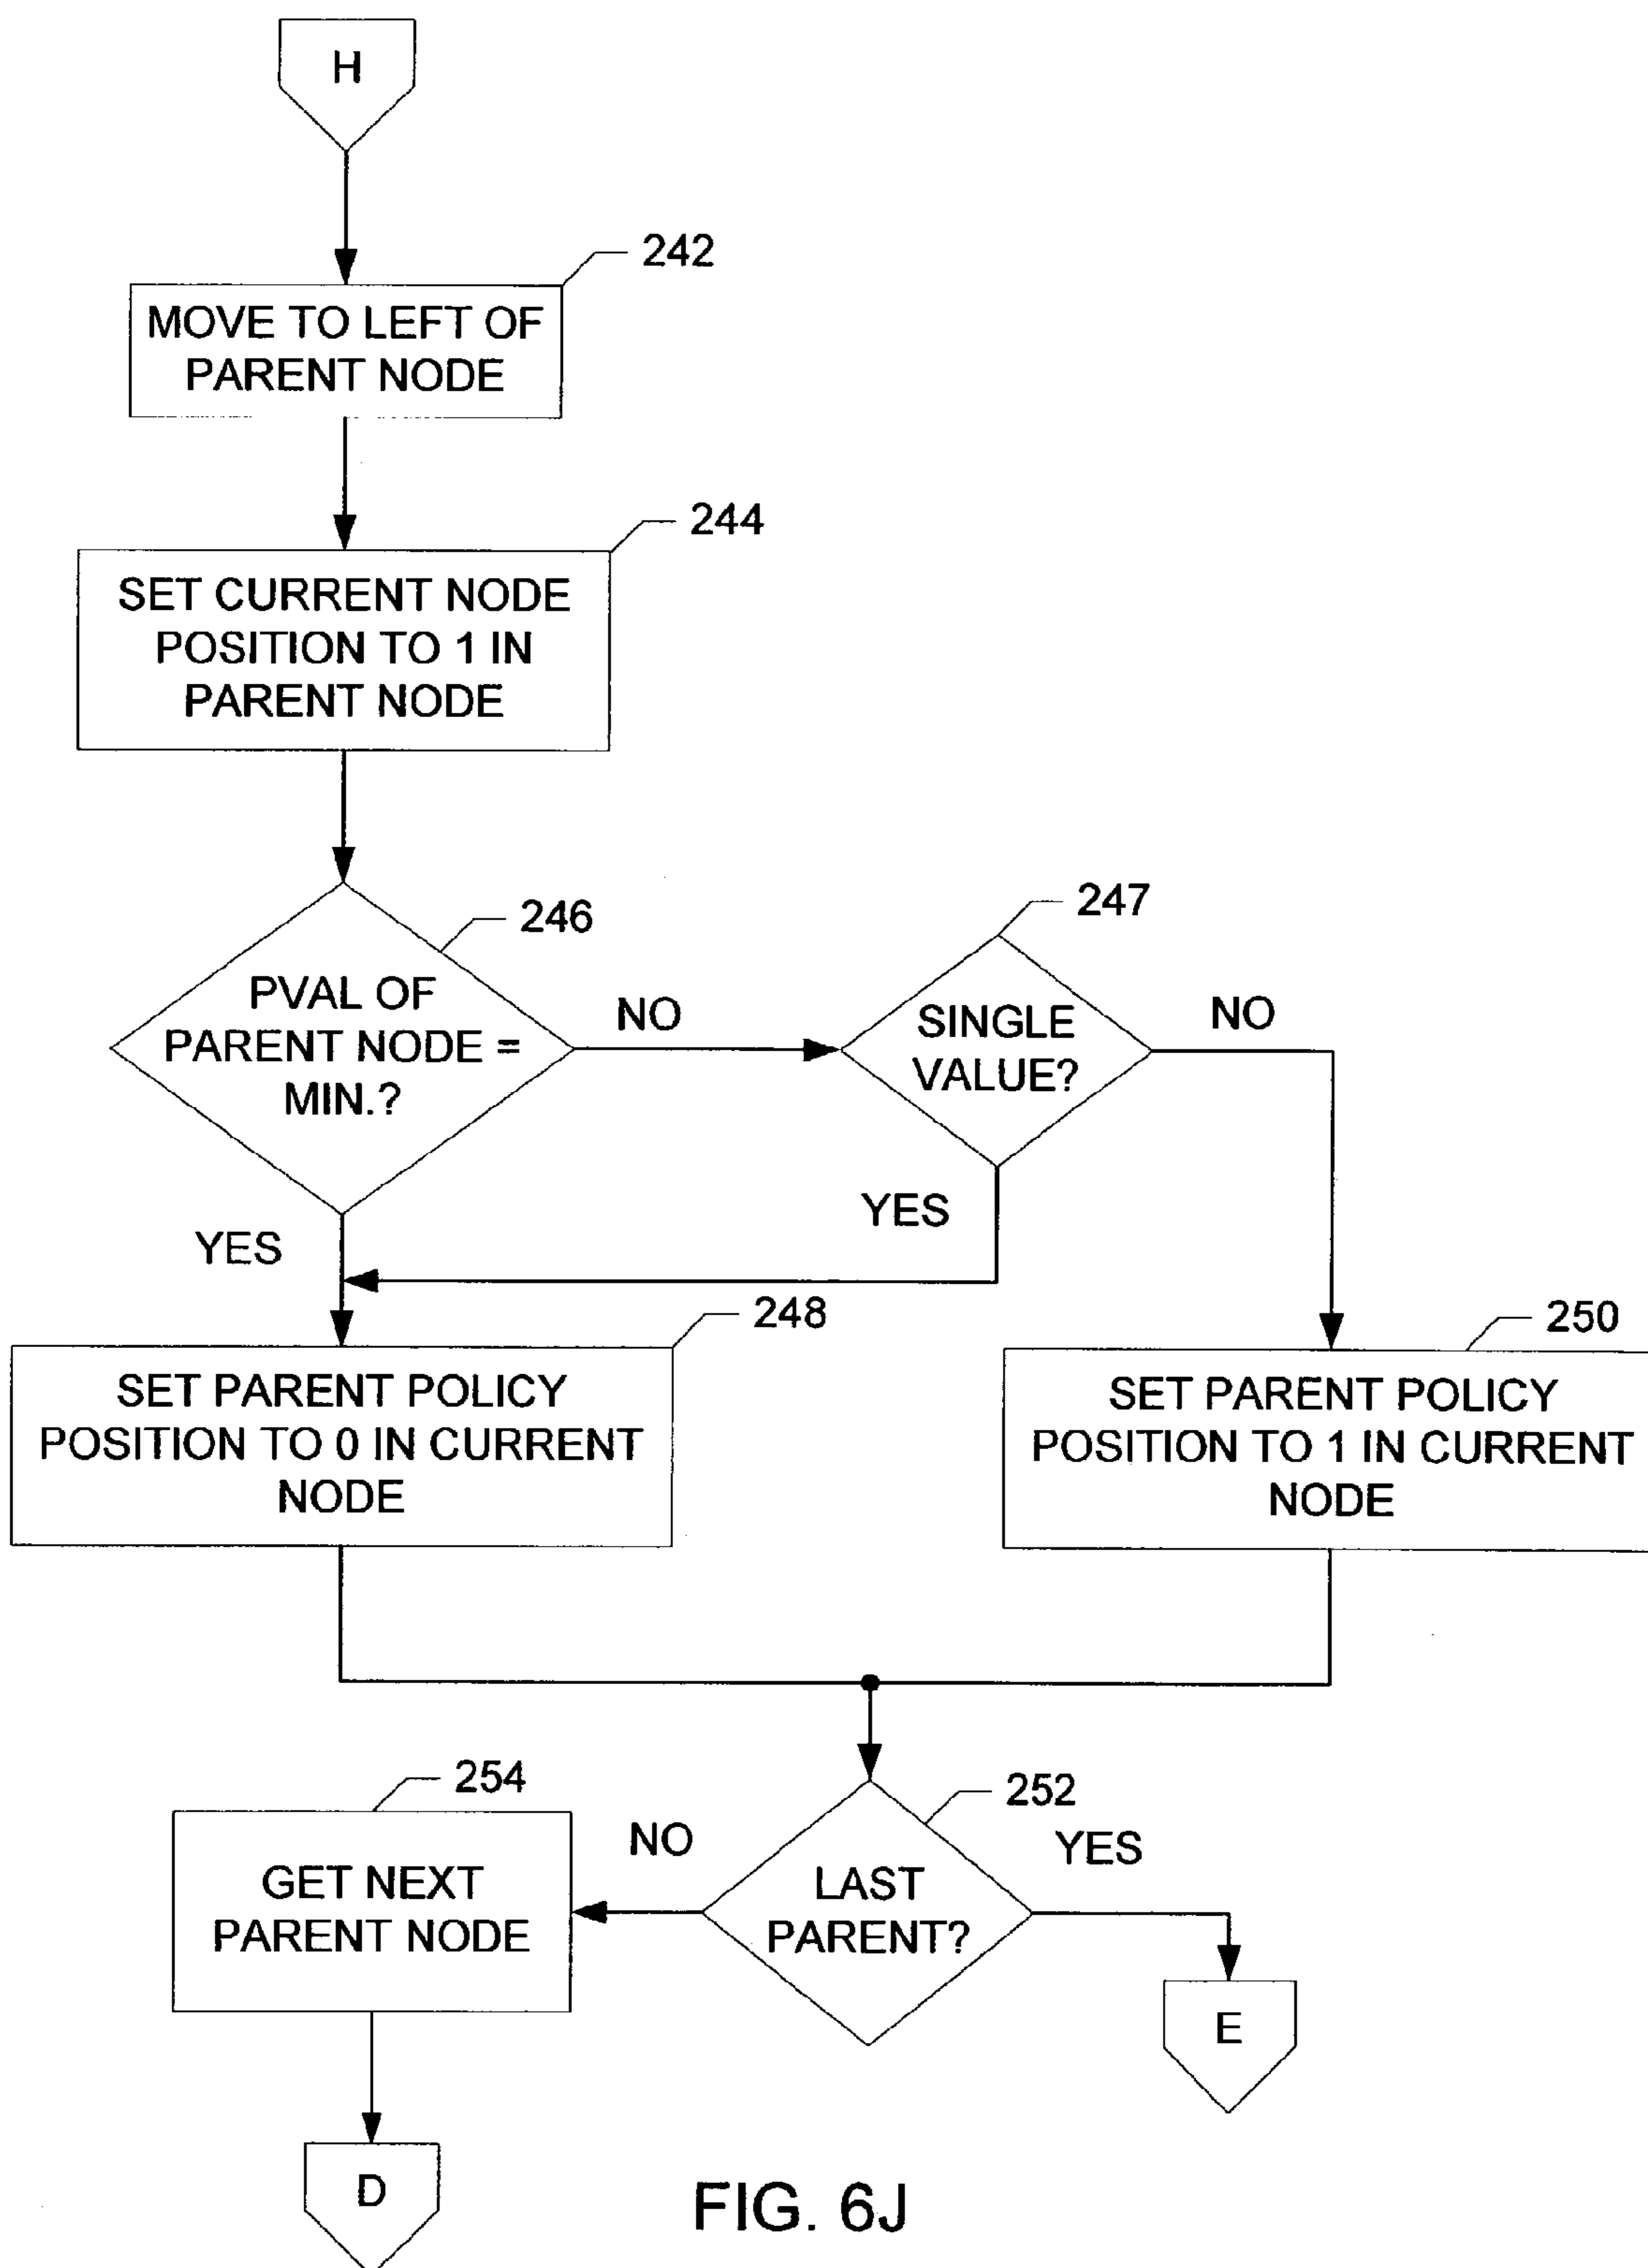 H
242
MOVE TO LEFT OF
PARENT NODE
244
SET CURRENT NODE
POSITION TO 1 IN
PARENT NODE
246
PVAL OF
PARENT NODE =
MIN.?
NO
247
SINGLE
VALUE?
NO
YES
YES
248
SET PARENT POLICY
POSITION TO 0 IN CURRENT
NODE
250
SET PARENT POLICY
POSITION TO 1 IN CURRENT
NODE
252
LAST
PARENT?
NO
YES
254
GET NEXT
PARENT NODE
E
D
FIG. 6J